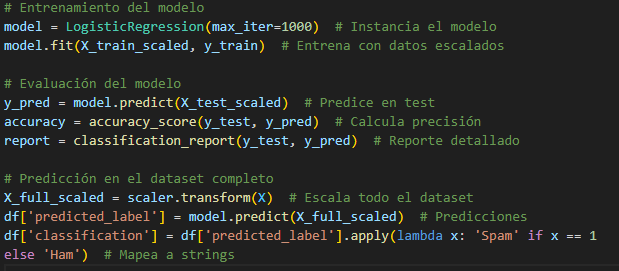 # Entrenamiento del modelo
model = LogisticRegression(max_iter=1000)  # Instancia el modelo
model.fit(X_train_scaled, y_train)  # Entrena con datos escalados

# Evaluación del modelo
y_pred = model.predict(X_test_scaled)  # Predice en test
accuracy = accuracy_score(y_test, y_pred)  # Calcula precisión
report = classification_report(y_test, y_pred)  # Reporte detallado

# Predicción en el dataset completo
X_full_scaled = scaler.transform(X)  # Escala todo el dataset
df['predicted_label'] = model.predict(X_full_scaled)  # Predicciones
df['classification'] = df['predicted_label'].apply(lambda x: 'Spam' if x == 1
else 'Ham')  # Mapea a strings